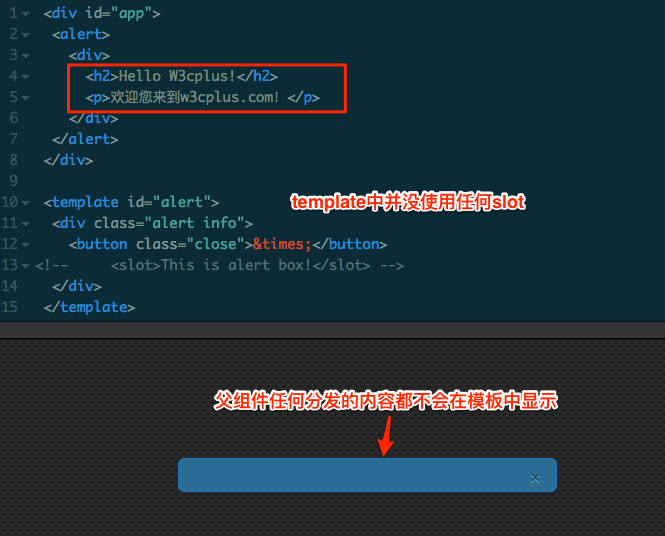 1 <div id="app">
2 <alert>
3 <div>
4 <h2>Hello W3cplus!</h2>
5 <p>欢迎您来到w3cplus.com! </p>
6 </div>
7 </alert>
8 </div>
9
10 <template id="alert">
template中并没使用任何slot
11 <div class="alert info">
12 <button class="close">&times;</button>
13 <!-- <slot>This is alert box!</slot> -->
14 </div>
15 </template>
父组件任何分发的内容都不会在模板中显示
×